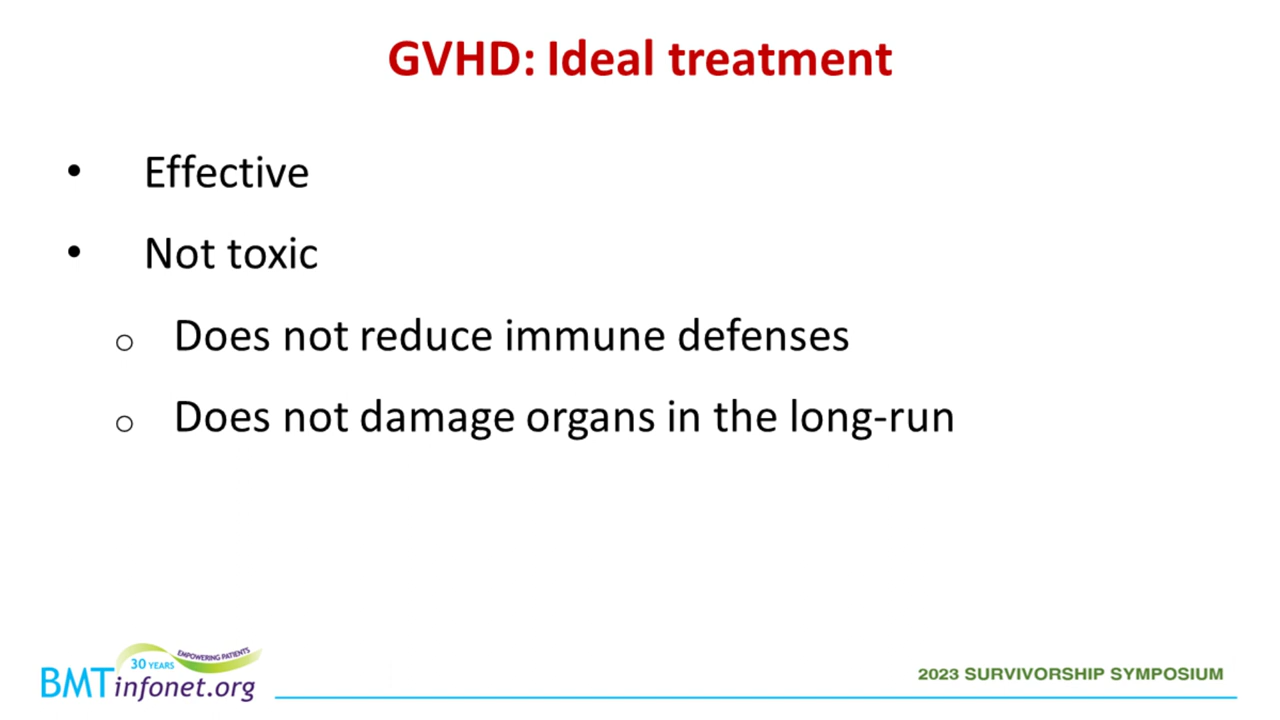 GVHD: Ideal treatment
• Effective
• Not toxic
o Does not reduce immune defenses
o Does not damage organs in the long-run
30 YEARS EMPOWERING PATIENTS
BMTinfonet.org
2023 SURVIVORSHIP SYMPOSIUM